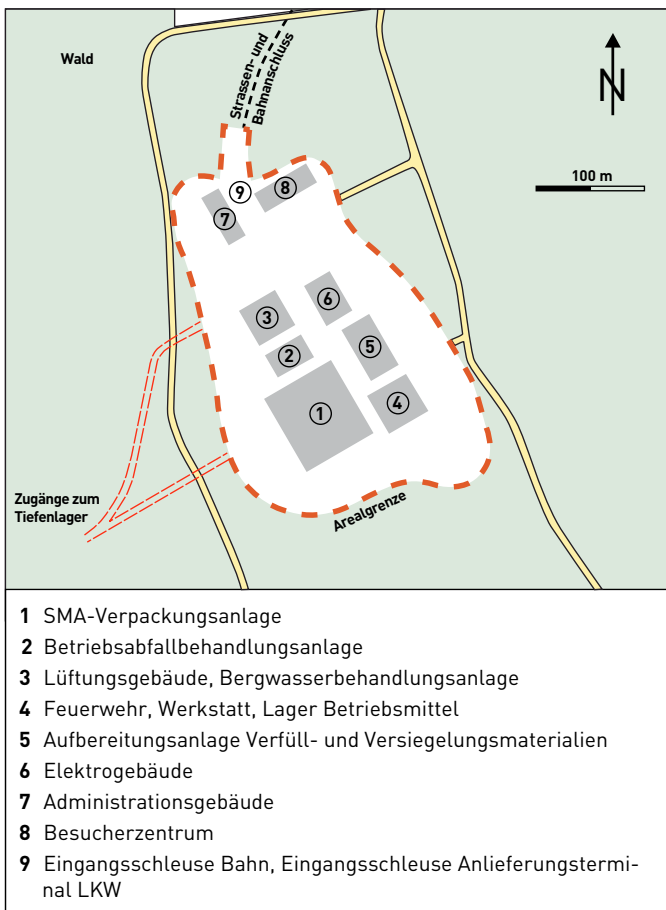 Wald
Strassen- und
Bahnanschluss
N
100 m
9
8
7
6
3
5
2
4
1
Zugänge zum
Tiefenlager
Arealgrenze
1 SMA-Verpackungsanlage
2 Betriebsabfallbehandlungsanlage
3 Lüftungsgebäude, Bergwasserbehandlungsanlage
4 Feuerwehr, Werkstatt, Lager Betriebsmittel
5 Aufbereitungsanlage Verfüll- und Versiegelungsmaterialien
6 Elektrogebäude
7 Administrationsgebäude
8 Besucherzentrum
9 Eingangsschleuse Bahn, Eingangsschleuse Anlieferungstermi-
nal LKW